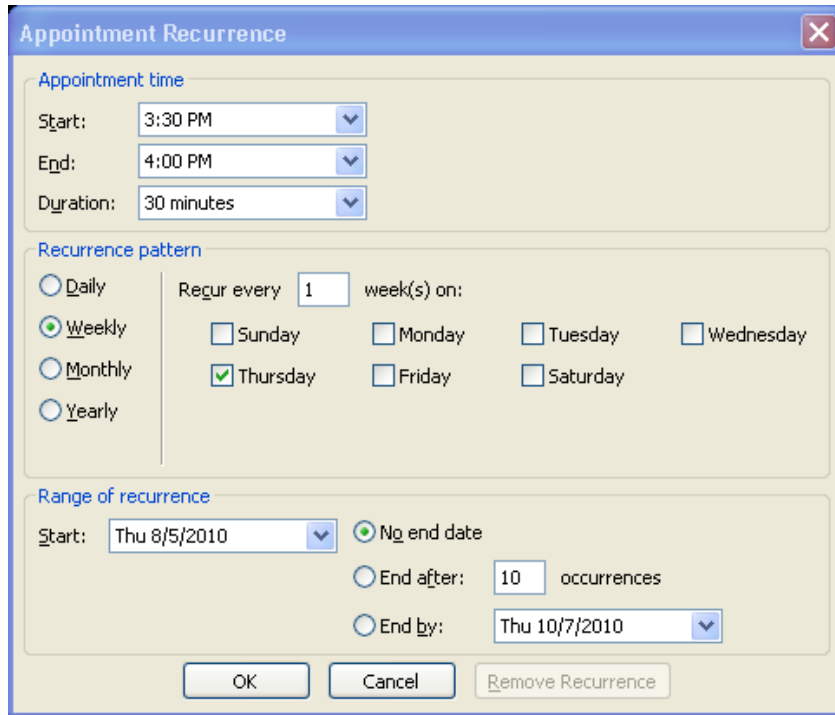 Appointment Recurrence
Appointment time
Start: 3:30 PM
End: 4:00 PM
Duration: 30 minutes
Recurrence pattern
Daily Recur every 1 week(s) on:
Weekly Sunday Monday Tuesday Wednesday
Monthly Thursday Friday Saturday
Yearly
Range of recurrence
Start: Thu 8/5/2010 No end date
End after: 10 occurrences
End by: Thu 10/7/2010
OK Cancel Remove Recurrence